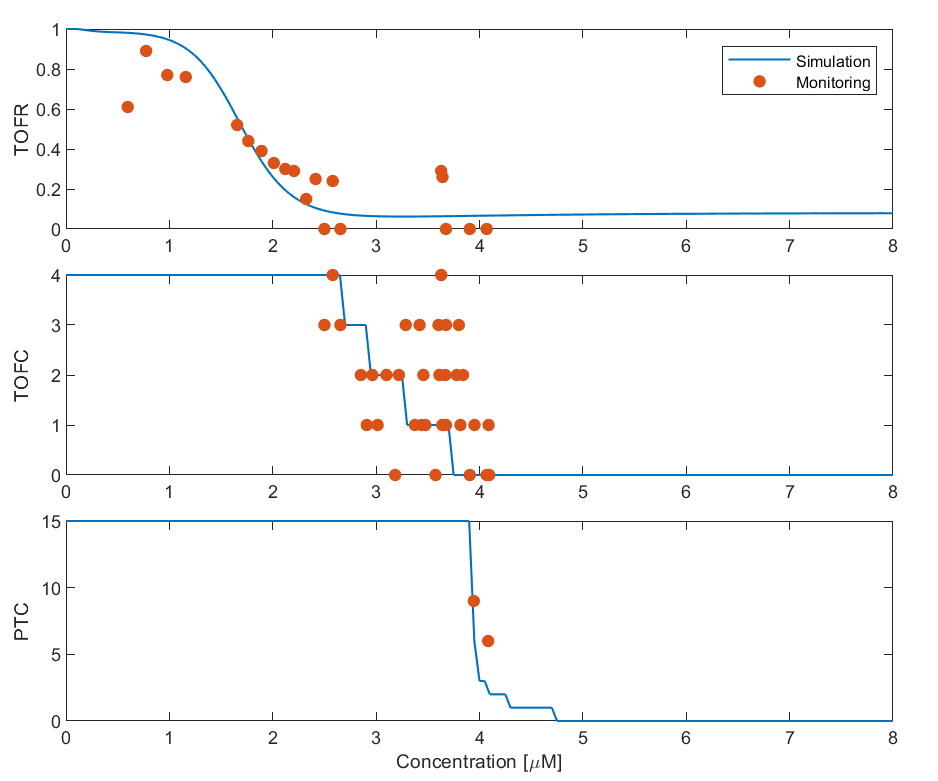 1
0.8
0.6
0.4
0.2
0
TOFR
Simulation
Monitoring
0 1 2 3 4 5 6 7 8
4
3
2
1
0
TOFC
0 1 2 3 4 5 6 7 8
15
10
5
0
PTC
0 1 2 3 4 5 6 7 8
Concentration [μM]